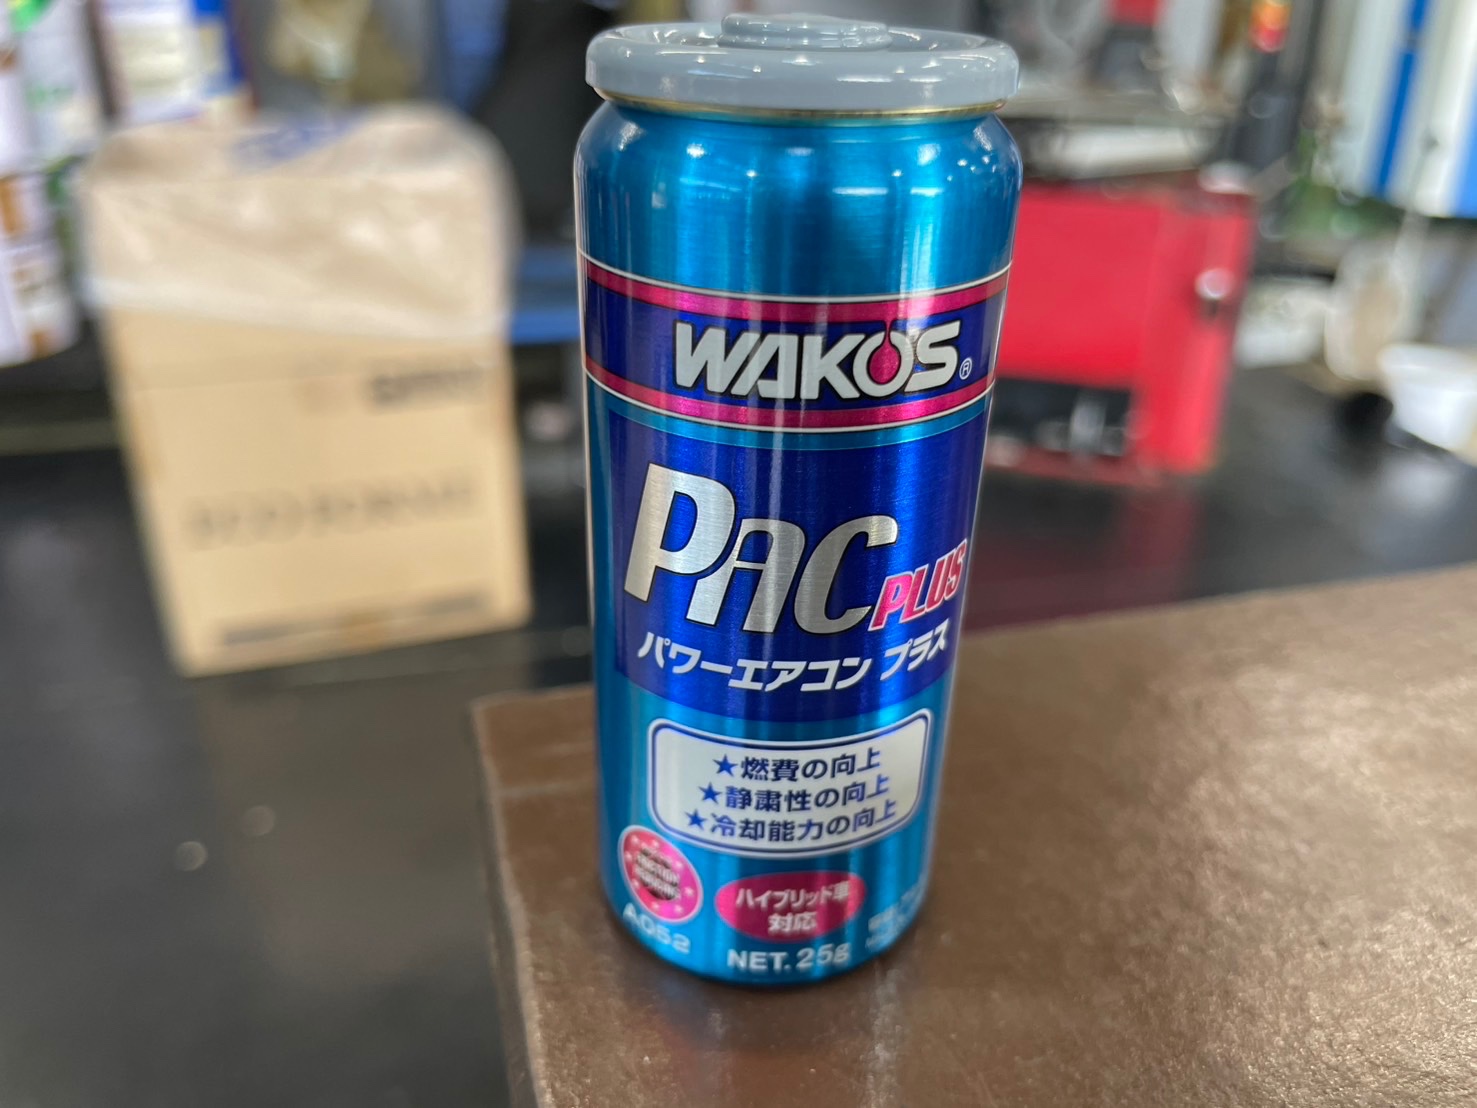 WAKO'S®
PAC PLUS
パワーエアコン プラス
★燃費の向上
★静粛性の向上
★冷却能力の向上
ハイブリッド車
対応
A052
NET. 25g